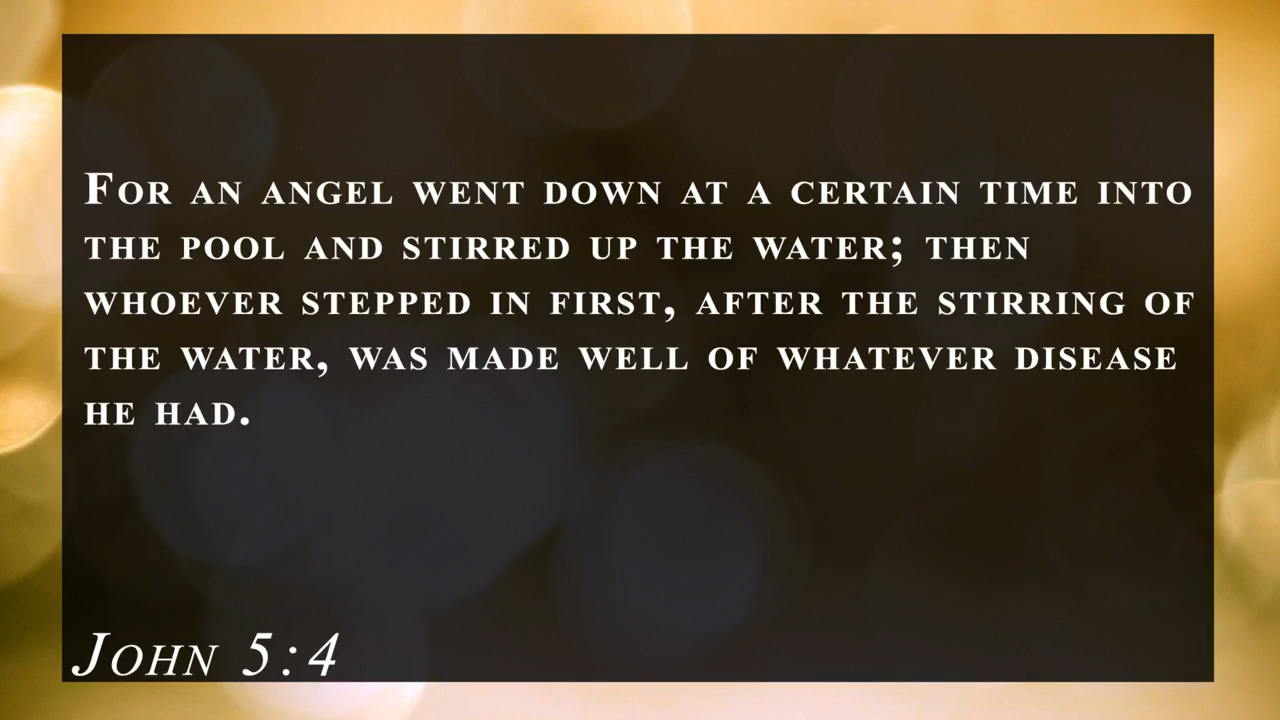 For an angel went down at a certain time into
the pool and stirred up the water; then
whoever stepped in first, after the stirring of
the water, was made well of whatever disease
he had.
John 5:4